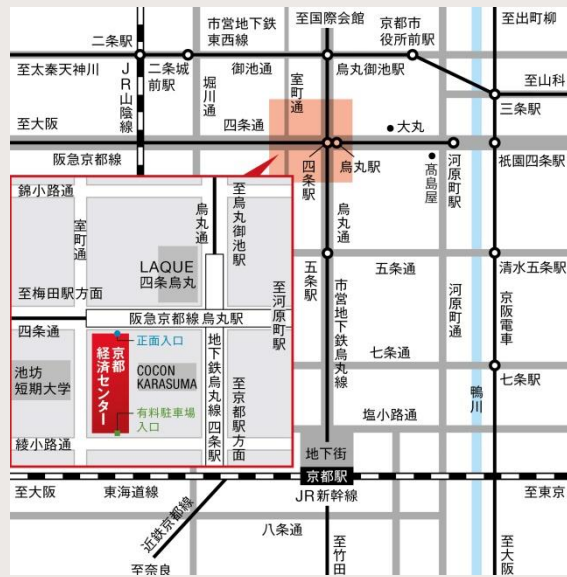 市営地下鉄
東西線
至国際会館
京都市
役所前駅
至出町柳
二条駅
至太秦天神川
二条城
前駅
御池通
烏丸御池駅
室町通
堀川通
JR山陰線
至山科
三条駅
至大阪
四条通
大丸
阪急京都線
四条駅
烏丸駅
髙島屋
河原町駅
祇園四条駅
錦小路通
室町通
烏丸通
至烏丸御池駅
LAQUE
四条烏丸
至梅田駅方面
至河原町駅
阪急京都線 烏丸駅
四条通
正面入口
京都
経済センター
池坊
短期大学
COCON
KARASUMA
地下鉄烏丸線 四条駅
至京都駅方面
有料駐車場
入口
綾小路通
烏丸通
五条駅
五条通
清水五条駅
市営地下鉄烏丸線
河原町通
京阪電車
七条通
七条駅
鴨川
塩小路通
地下街
京都駅
至大阪
東海道線
JR新幹線
至東京
近鉄京都線
八条通
至奈良
至竹田
至大阪